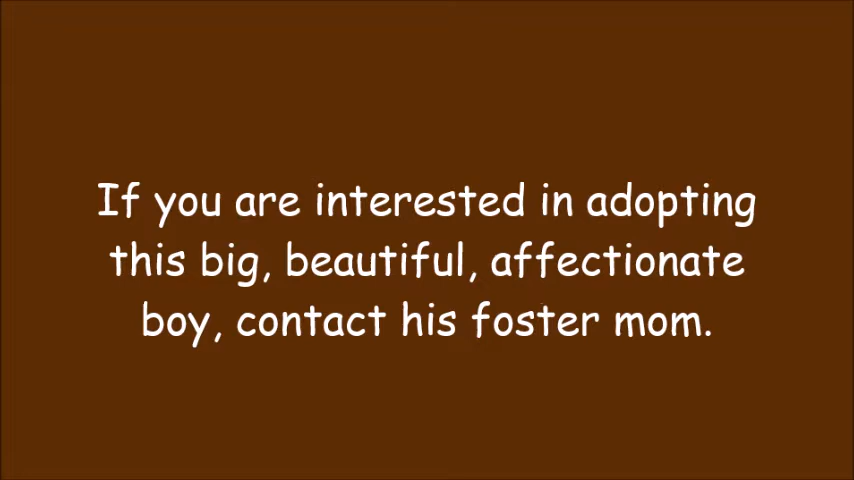 If you are interested in adopting
this big, beautiful, affectionate
boy, contact his foster mom.